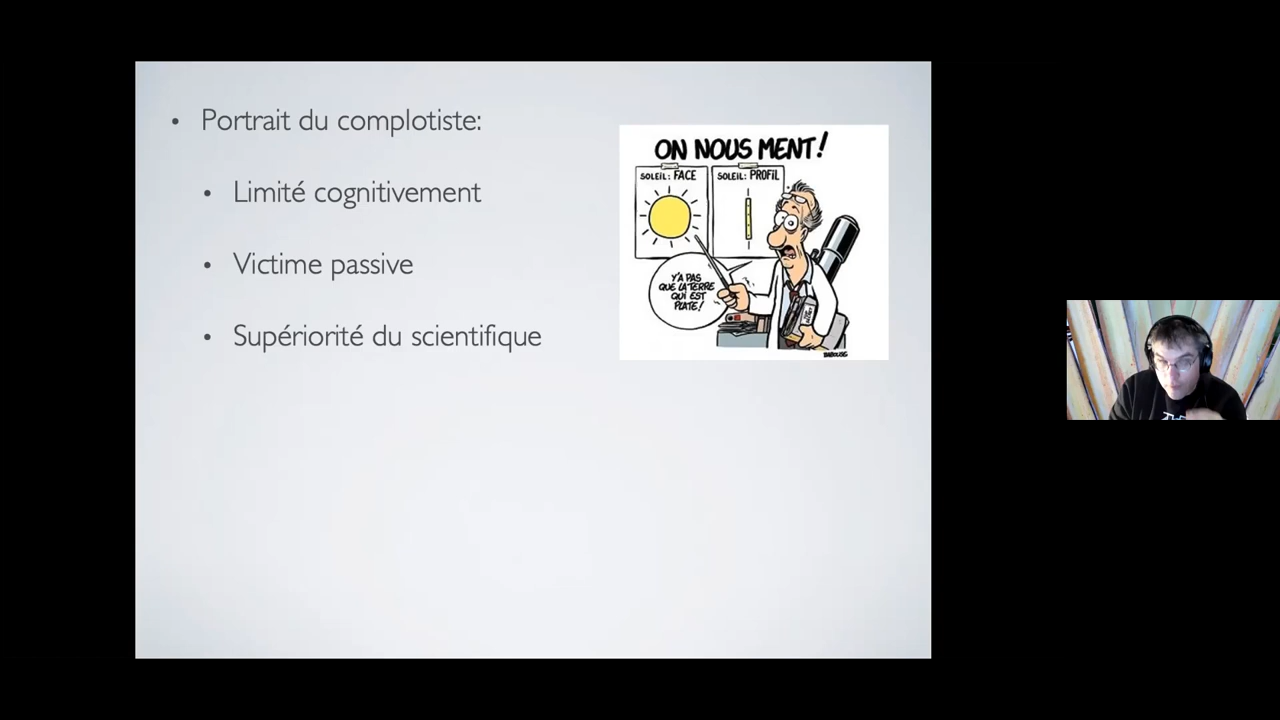 Portrait du complotiste:
Limité cognitivement
Victime passive
Supériorité du scientifique
ON NOUS MENT!
SOLEIL: FACE
SOLEIL: PROFIL
Y'A PAS
QUE LA TERRE
QUI EST
PLATE!